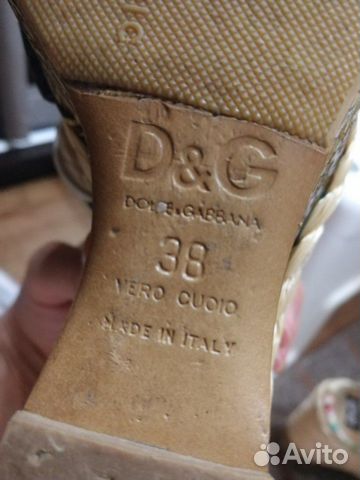 D&G
DOLCE & GABBANA
38
VERO CUOIO
MADE IN ITALY
Avito